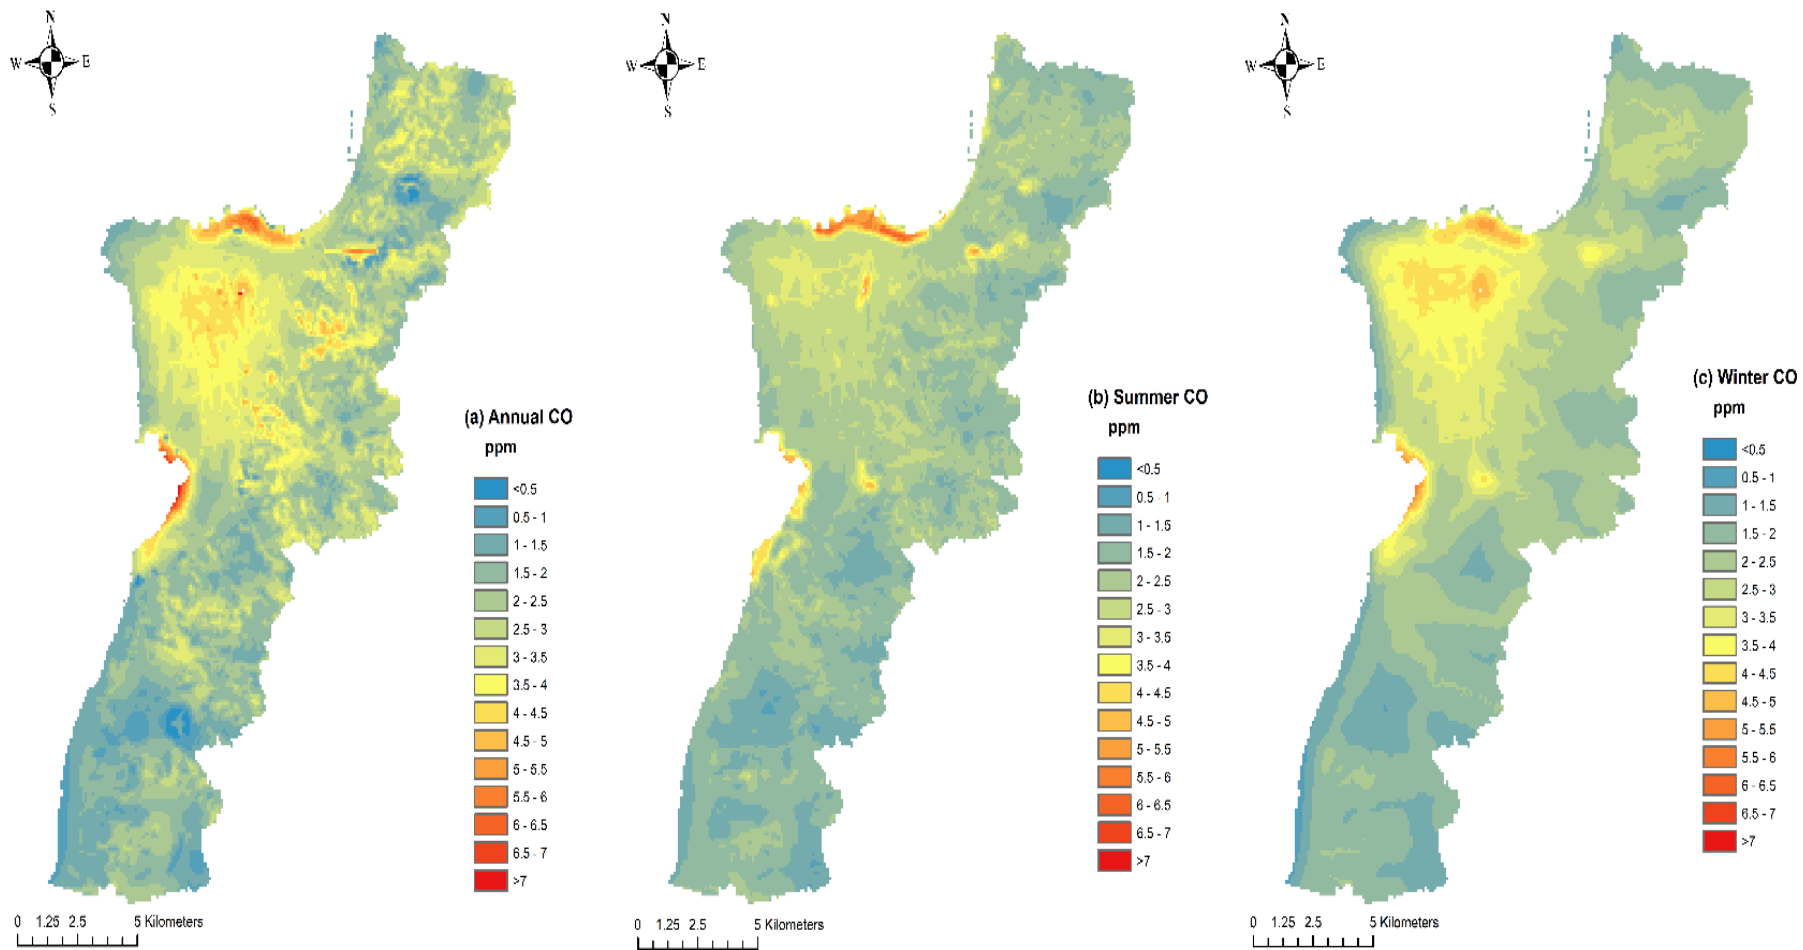 N
W E
S
(a) Annual CO
ppm
<0.5
0.5 - 1
1 - 1.5
1.5 - 2
2 - 2.5
2.5 - 3
3 - 3.5
3.5 - 4
4 - 4.5
4.5 - 5
5 - 5.5
5.5 - 6
6 - 6.5
6.5 - 7
>7
0 1.25 2.5 5 Kilometers
N
W E
S
(b) Summer CO
ppm
<0.5
0.5 - 1
1 - 1.5
1.5 - 2
2 - 2.5
2.5 - 3
3 - 3.5
3.5 - 4
4 - 4.5
4.5 - 5
5 - 5.5
5.5 - 6
6 - 6.5
6.5 - 7
>7
0 1.25 2.5 5 Kilometers
N
W E
S
(c) Winter CO
ppm
<0.5
0.5 - 1
1 - 1.5
1.5 - 2
2 - 2.5
2.5 - 3
3 - 3.5
3.5 - 4
4 - 4.5
4.5 - 5
5 - 5.5
5.5 - 6
6 - 6.5
6.5 - 7
>7
0 1.25 2.5 5 Kilometers